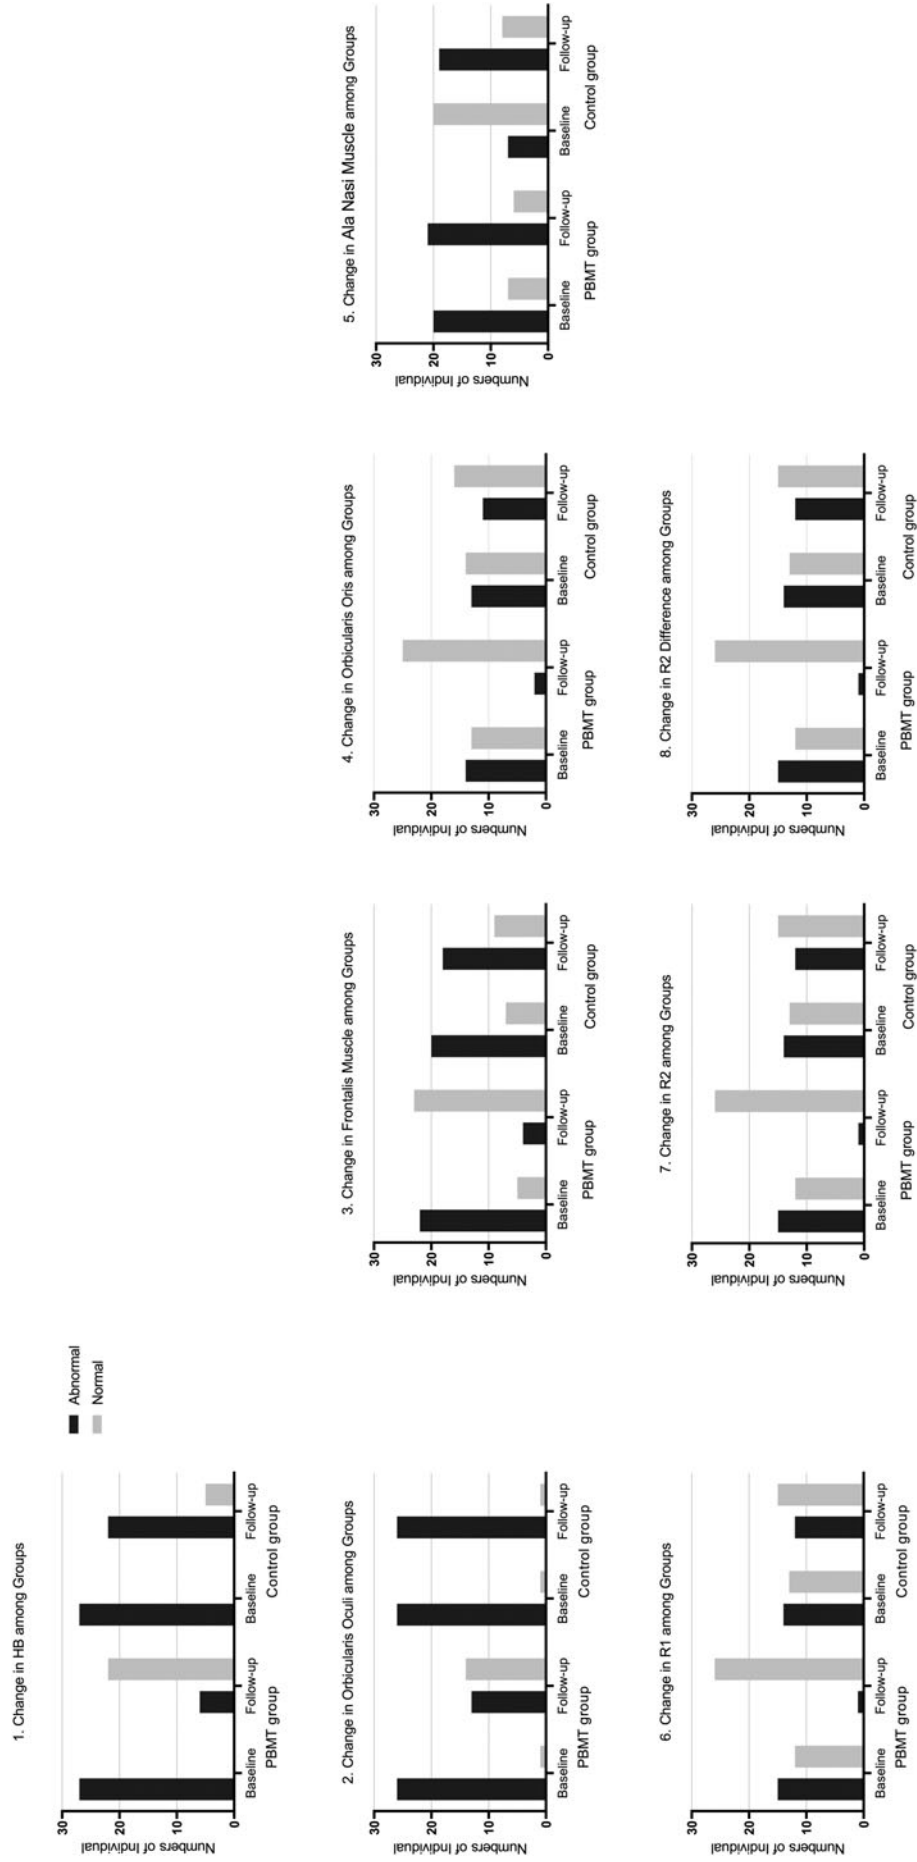 1. Change in HB among Groups
Abnormal
Normal
Numbers of Individual
30
20
10
0
Baseline Follow-up Baseline Follow-up
PBMT group Control group
2. Change in Orbicularis Oculi among Groups
Numbers of Individual
30
20
10
0
Baseline Follow-up Baseline Follow-up
PBMT group Control group
3. Change in Frontalis Muscle among Groups
Numbers of Individual
30
20
10
0
Baseline Follow-up Baseline Follow-up
PBMT group Control group
4. Change in Orbicularis Oris among Groups
Numbers of Individual
30
20
10
0
Baseline Follow-up Baseline Follow-up
PBMT group Control group
5. Change in Ala Nasi Muscle among Groups
Numbers of Individual
30
20
10
0
Baseline Follow-up Baseline Follow-up
PBMT group Control group
6. Change in R1 among Groups
Numbers of Individual
30
20
10
0
Baseline Follow-up Baseline Follow-up
PBMT group Control group
7. Change in R2 among Groups
Numbers of Individual
30
20
10
0
Baseline Follow-up Baseline Follow-up
PBMT group Control group
8. Change in R2 Difference among Groups
Numbers of Individual
30
20
10
0
Baseline Follow-up Baseline Follow-up
PBMT group Control group